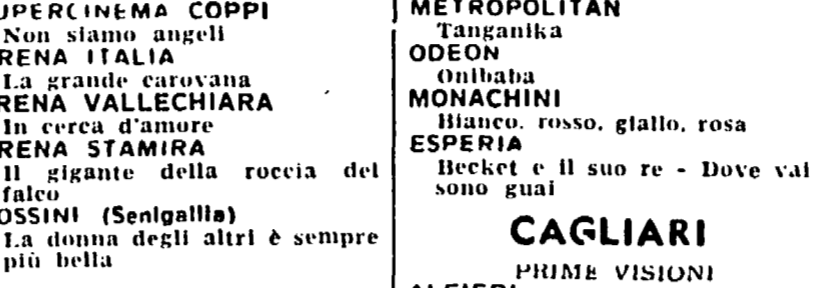 UPERCINEMA COPPI
Non siamo angeli
RENA ITALIA
La grande carovana
RENA VALLECHIARA
In cerca d'amore
RENA STAMIRA
Il gigante della roccia del
falco
OSSINI (Senigallia)
La donna degli altri è sempre
più bella
METROPOLITAN
Tanganika
ODEON
Onibaba
MONACHINI
Bianco, rosso, giallo, rosa
ESPERIA
Becket e il suo re - Dove vai
sono guai
CAGLIARI
PRIME VISIONI
ALFIERI